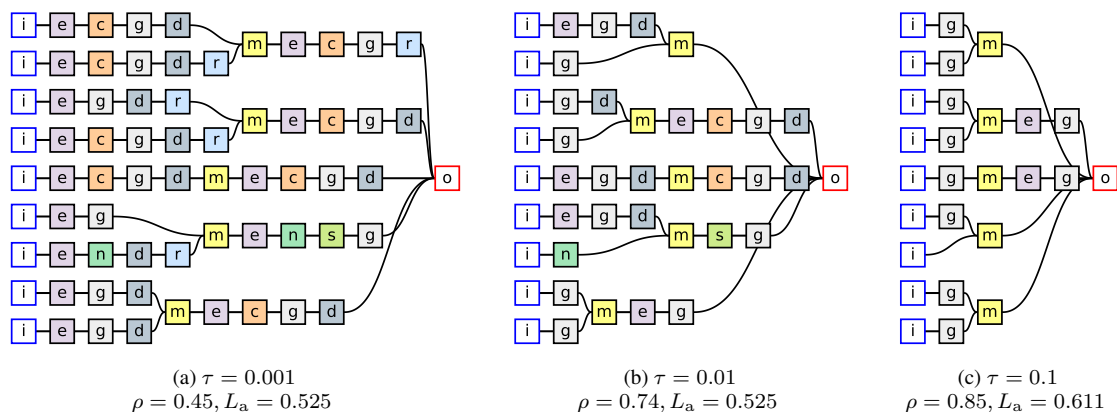 i e c g d
m e c g r
i e c g d r
i e g d r
m e c g d
i e c g d r
i e c g d m e c g d o
i e g
m e n s g
i e n d r
i e g d
m e c g d
i e g d
(a) τ = 0.001
ρ = 0.45, Lₐ = 0.525
i e g d
m
i g
i g d
m e c g d
i g
i e g d m c g d o
i e g d
m s g
i n
i g
m e g
i g
(b) τ = 0.01
ρ = 0.74, Lₐ = 0.525
i g
m
i g
i g
m e g
i g
i g m e g o
i g
m
i
i g
m
i g
(c) τ = 0.1
ρ = 0.85, Lₐ = 0.611